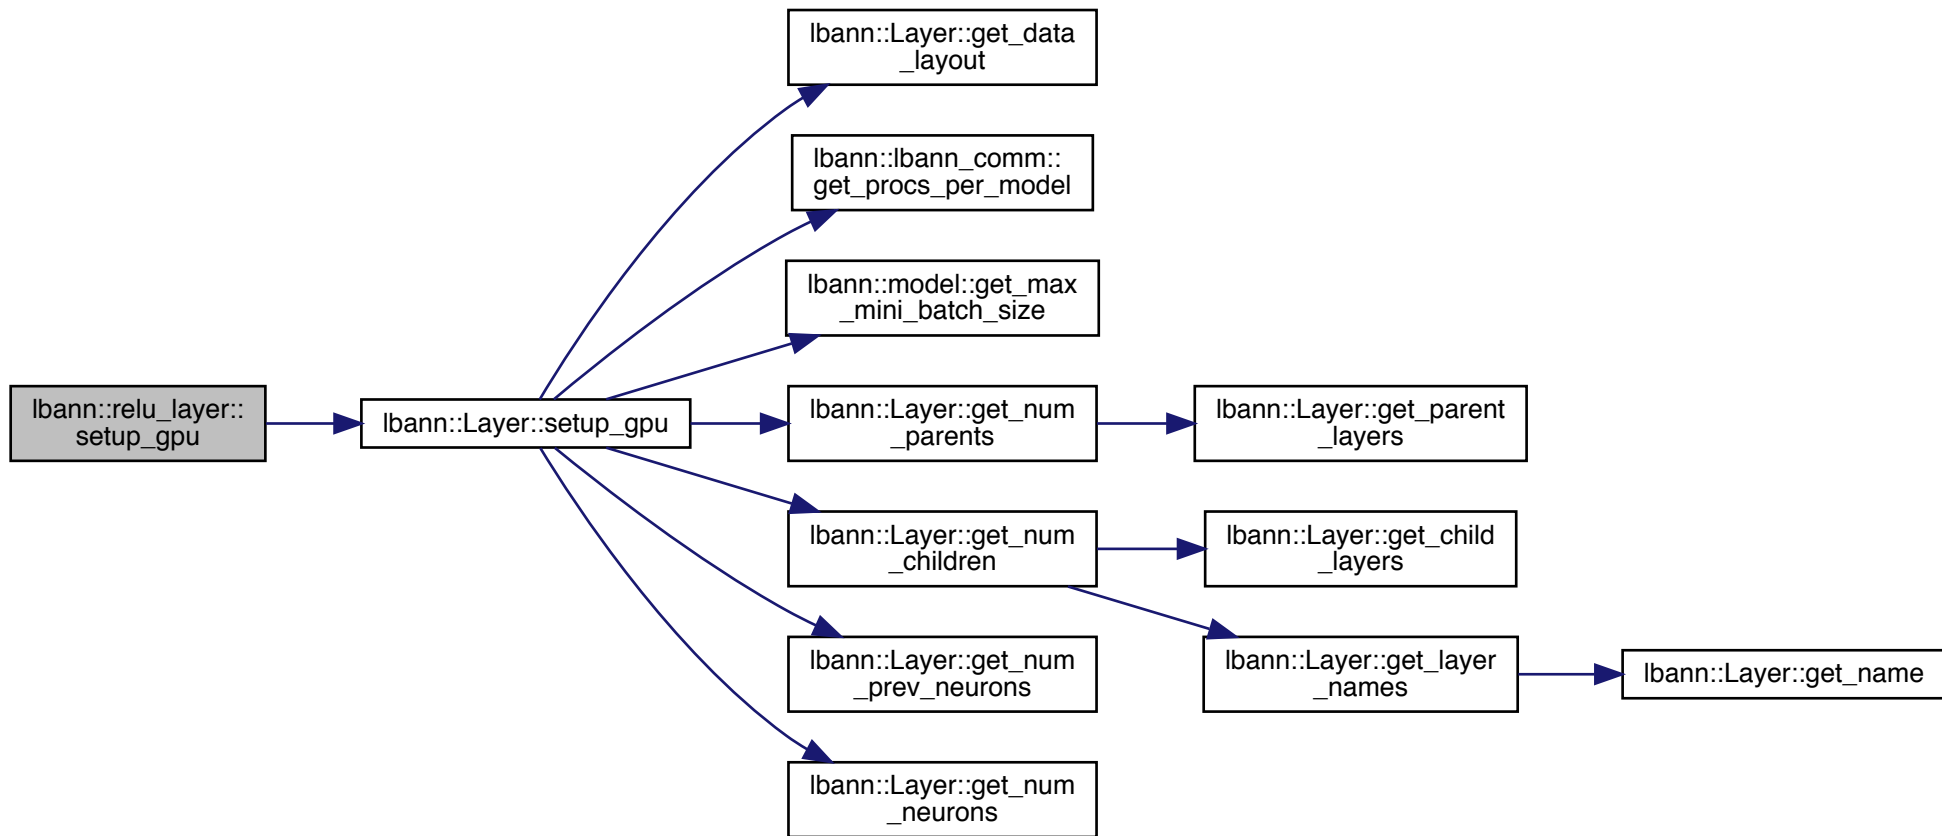 lbann::relu_layer::
setup_gpu
lbann::Layer::setup_gpu
lbann::Layer::get_data
_layout
lbann::lbann_comm::
get_procs_per_model
lbann::model::get_max
_mini_batch_size
lbann::Layer::get_num
_parents
lbann::Layer::get_parent
_layers
lbann::Layer::get_num
_children
lbann::Layer::get_child
_layers
lbann::Layer::get_layer
_names
lbann::Layer::get_name
lbann::Layer::get_num
_prev_neurons
lbann::Layer::get_num
_neurons